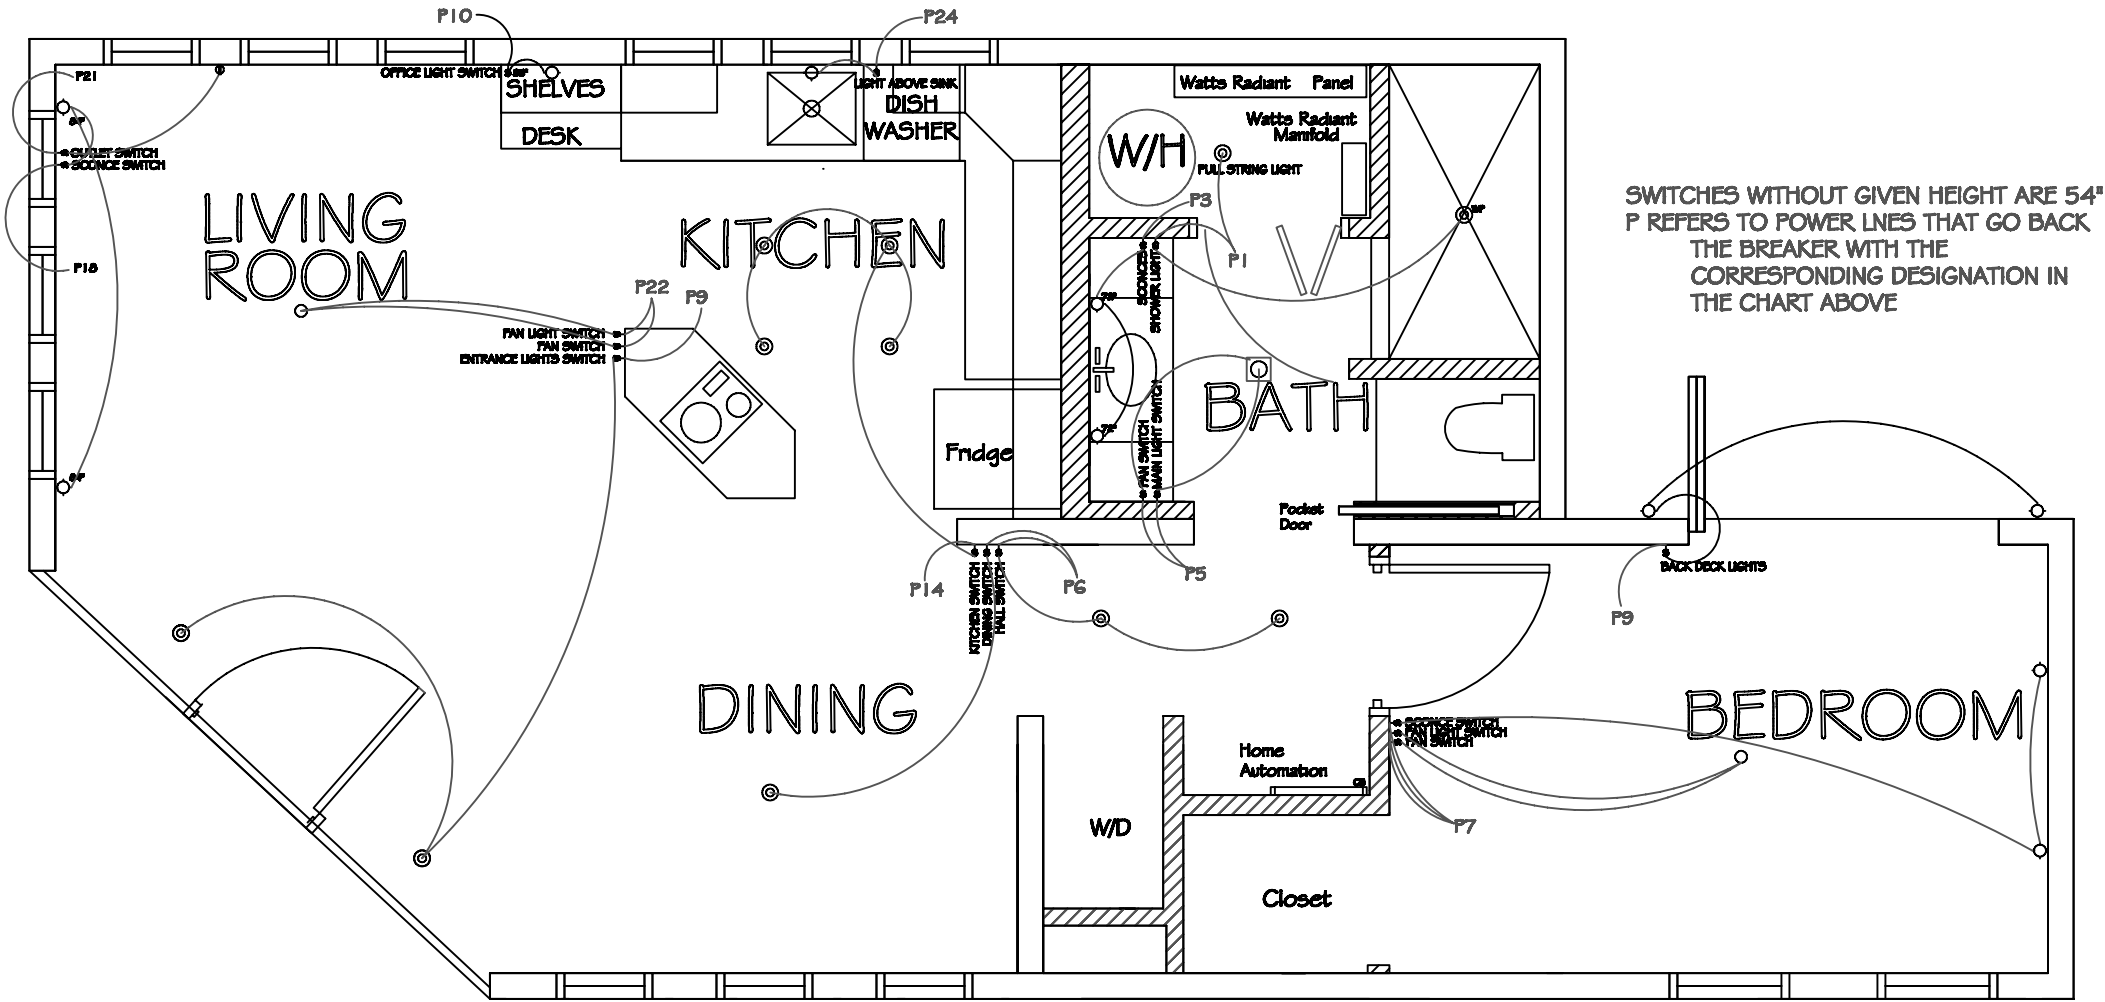 P10
P24
P21
OFFICE LIGHT SWITCH
SHELVES
LIGHT ABOVE SINK
DISH
WASHER
DESK
Watts Radiant Panel
Watts Radiant
Manifold
W/H
PULL STRING LIGHT
OUTLET SWITCH
SCONCE SWITCH
LIVING
ROOM
KITCHEN
P3
P1
P18
SCONCES
SHOWER LIGHT
SWITCHES WITHOUT GIVEN HEIGHT ARE 54"
P REFERS TO POWER LNES THAT GO BACK
THE BREAKER WITH THE
CORRESPONDING DESIGNATION IN
THE CHART ABOVE
P22
P9
FAN LIGHT SWITCH
FAN SWITCH
ENTRANCE LIGHTS SWITCH
72"
72"
BATH
FAN SWITCH
MAIN LIGHT SWITCH
Fridge
Pocket
Door
P14
P6
P5
KITCHEN SWITCH
DINING SWITCH
HALL SWITCH
BACK DECK LIGHTS
P9
DINING
BEDROOM
SCONCE SWITCH
FAN LIGHT SWITCH
FAN SWITCH
Home
Automation
W/D
P7
Closet